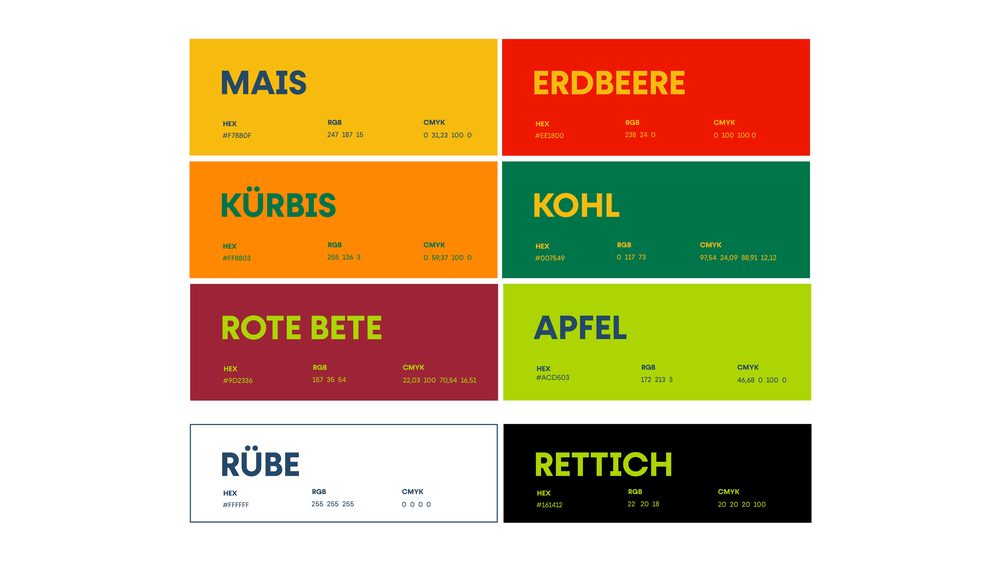 MAIS
HEX RGB CMYK
#F7BB0F 247 187 15 0 31,23 100 0
ERDBEERE
HEX RGB CMYK
#EE1800 238 24 0 0 100 100 0
KÜRBIS
HEX RGB CMYK
#FF8803 255 136 3 0 59,37 100 0
KOHL
HEX RGB CMYK
#007549 0 117 73 97,54 24,09 88,91 12,12
ROTE BETE
HEX RGB CMYK
#9D2336 157 35 54 22,03 100 70,54 16,51
APFEL
HEX RGB CMYK
#ACD503 172 213 3 46,68 0 100 0
RÜBE
HEX RGB CMYK
#FFFFFF 255 255 255 0 0 0 0
RETTICH
HEX RGB CMYK
#161412 22 20 18 20 20 20 100